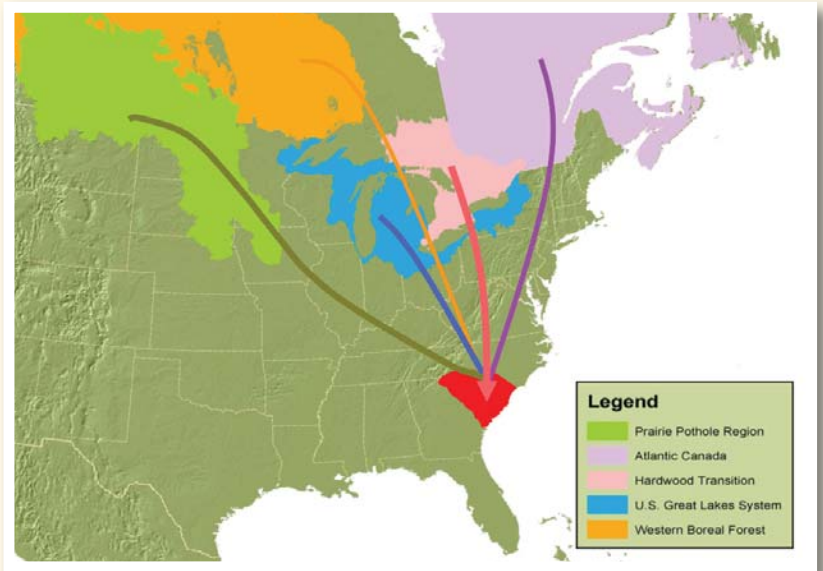 Legend
Prairie Pothole Region
Atlantic Canada
Hardwood Transition
U.S. Great Lakes System
Western Boreal Forest